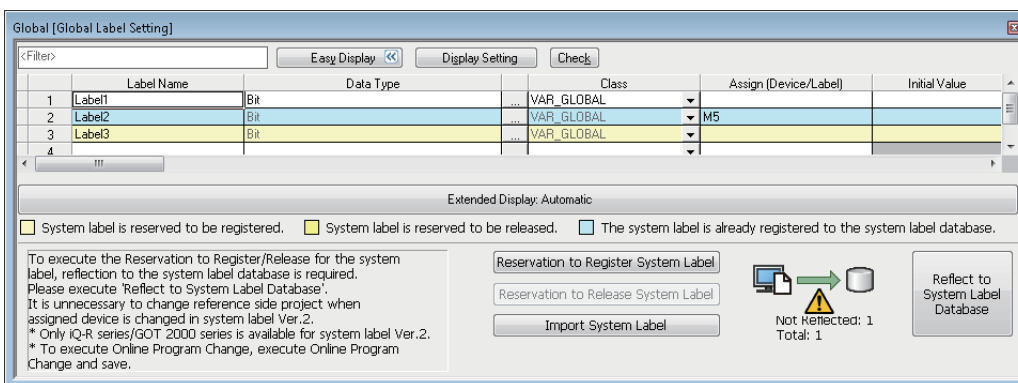 Global [Global Label Setting]
<Filter>
Easy Display
Display Setting
Check
Label Name Data Type Class Assign (Device/Label) Initial Value
1 Label1 Bit ... VAR_GLOBAL
2 Label2 Bit ... VAR_GLOBAL M5
3 Label3 Bit ... VAR_GLOBAL
4
Extended Display: Automatic
System label is reserved to be registered. System label is reserved to be released. The system label is already registered to the system label database.
To execute the Reservation to Register/Release for the system
label, reflection to the system label database is required.
Please execute 'Reflect to System Label Database'.
It is unnecessary to change reference side project when
assigned device is changed in system label Ver.2.
* Only iQ-R series/GOT 2000 series is available for system label Ver.2.
* To execute Online Program Change, execute Online Program
Change and save.
Reservation to Register System Label
Reservation to Release System Label
Import System Label
Not Reflected: 1
Total: 1
Reflect to
System Label
Database